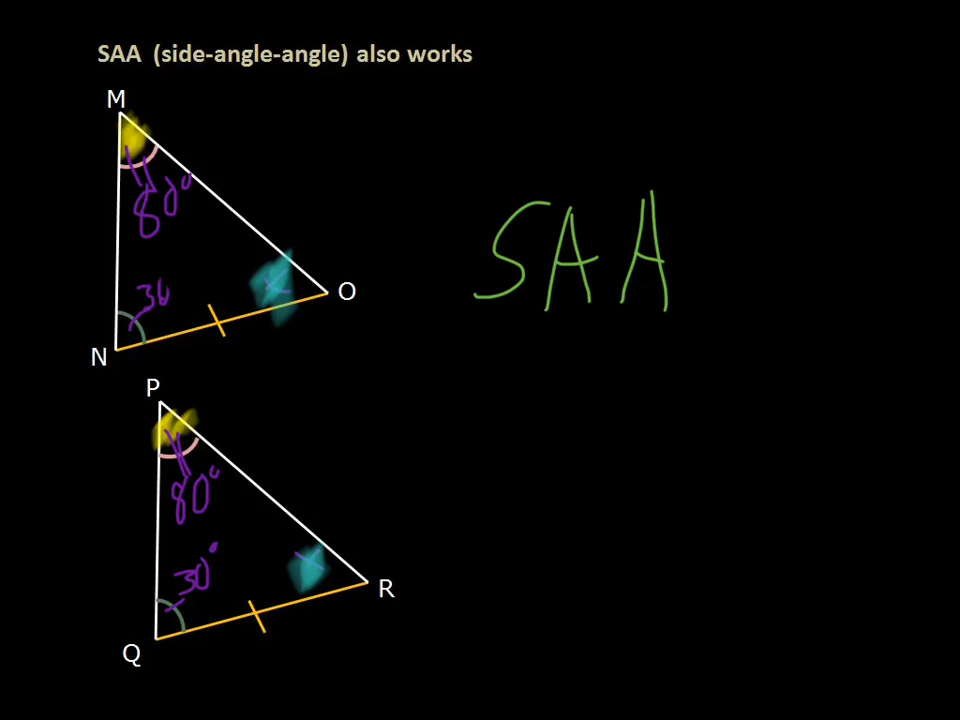 SAA (side-angle-angle) also works
M
80°
SAA
30
O
N
P
80°
30°
R
Q